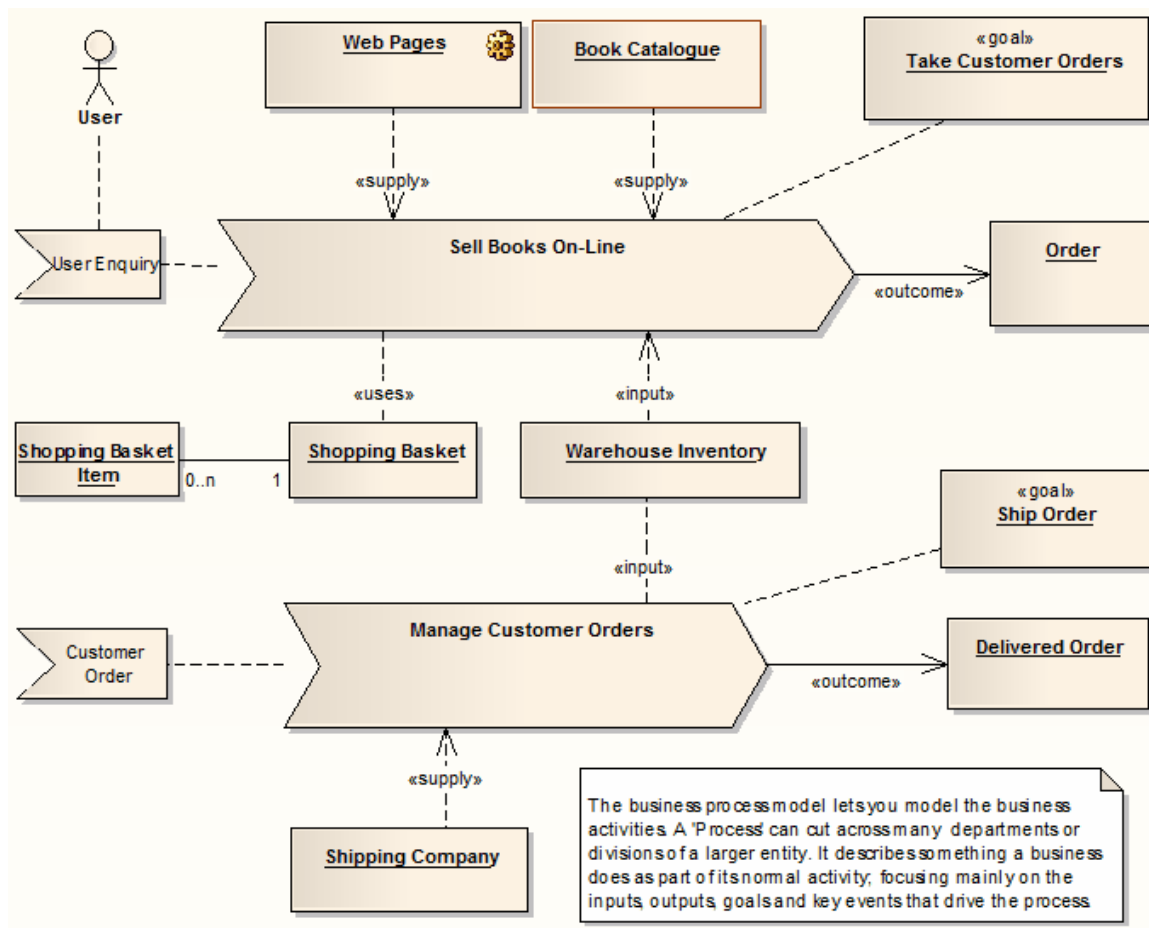 Web Pages
Book Catalogue
«goal»
Take Customer Orders
User
«supply»
«supply»
User Enquiry
Sell Books On-Line
Order
«outcome»
«uses»
«input»
Shopping Basket
Item
0..n
1
Shopping Basket
Warehouse Inventory
«goal»
Ship Order
«input»
Customer
Order
Manage Customer Orders
Delivered Order
«outcome»
«supply»
Shipping Company
The business process model lets you model the business
activities. A 'Process' can cut across many departments or
divisions of a larger entity. It describes something a business
does as part of its normal activity; focusing mainly on the
inputs, outputs, goals and key events that drive the process.